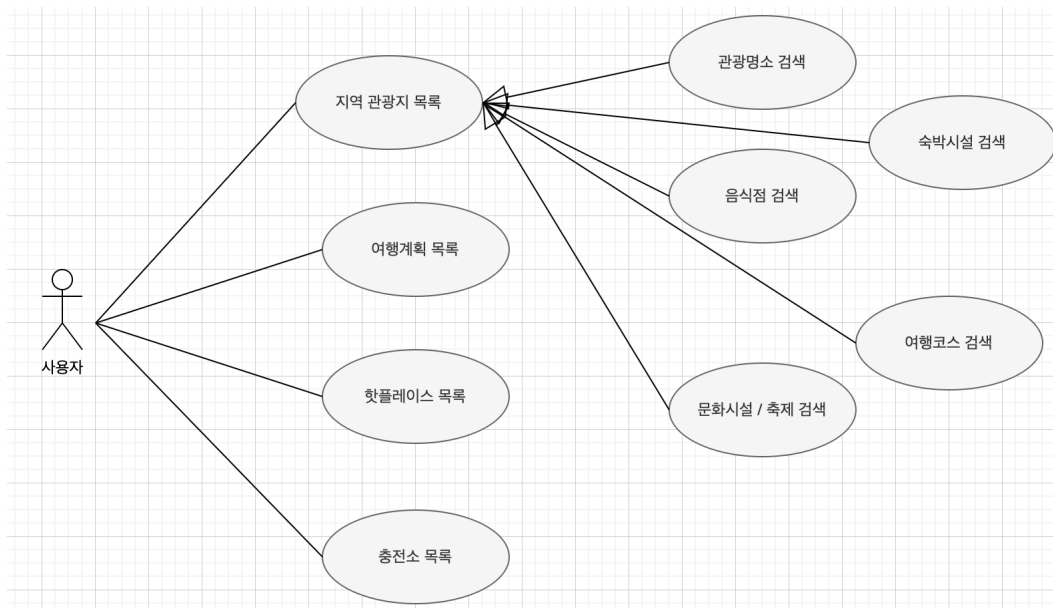 관광명소 검색
지역 관광지 목록
숙박시설 검색
음식점 검색
여행계획 목록
여행코스 검색
사용자
핫플레이스 목록
문화시설 / 축제 검색
충전소 목록